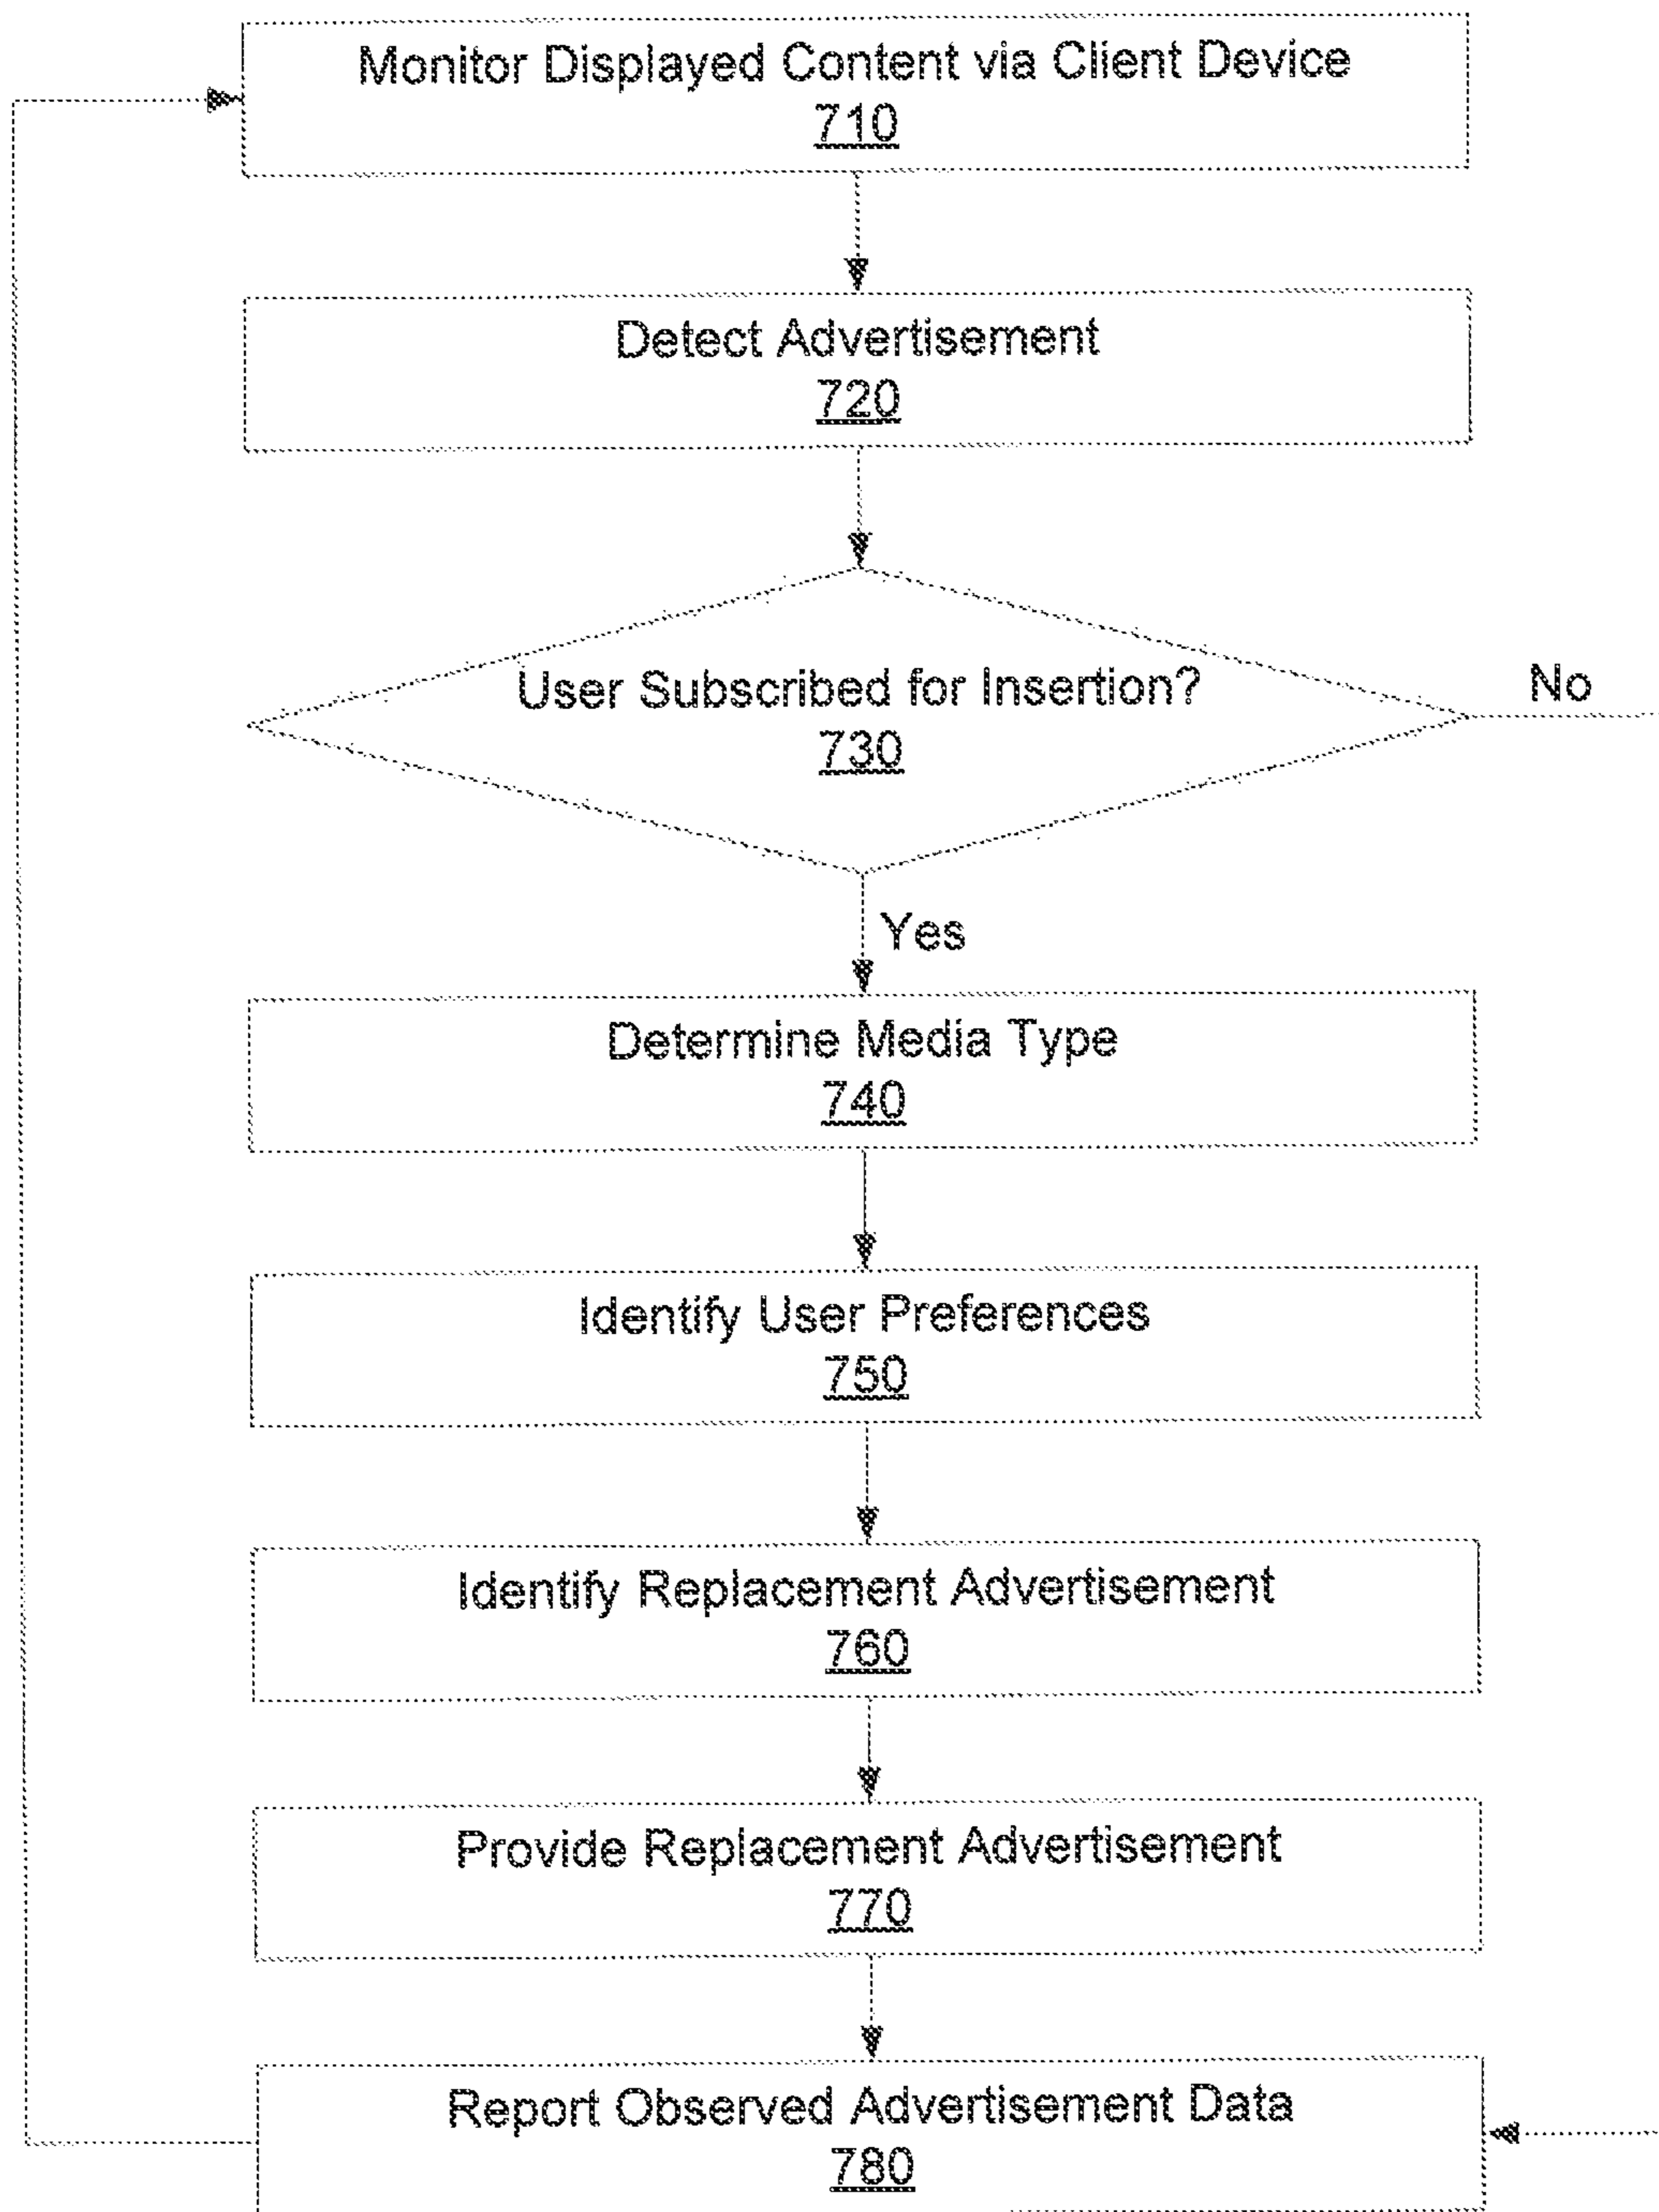 Monitor Displayed Content via Client Device
710
Detect Advertisement
720
User Subscribed for Insertion?
730
No
Yes
Determine Media Type
740
Identify User Preferences
750
Identify Replacement Advertisement
760
Provide Replacement Advertisement
770
Report Observed Advertisement Data
780